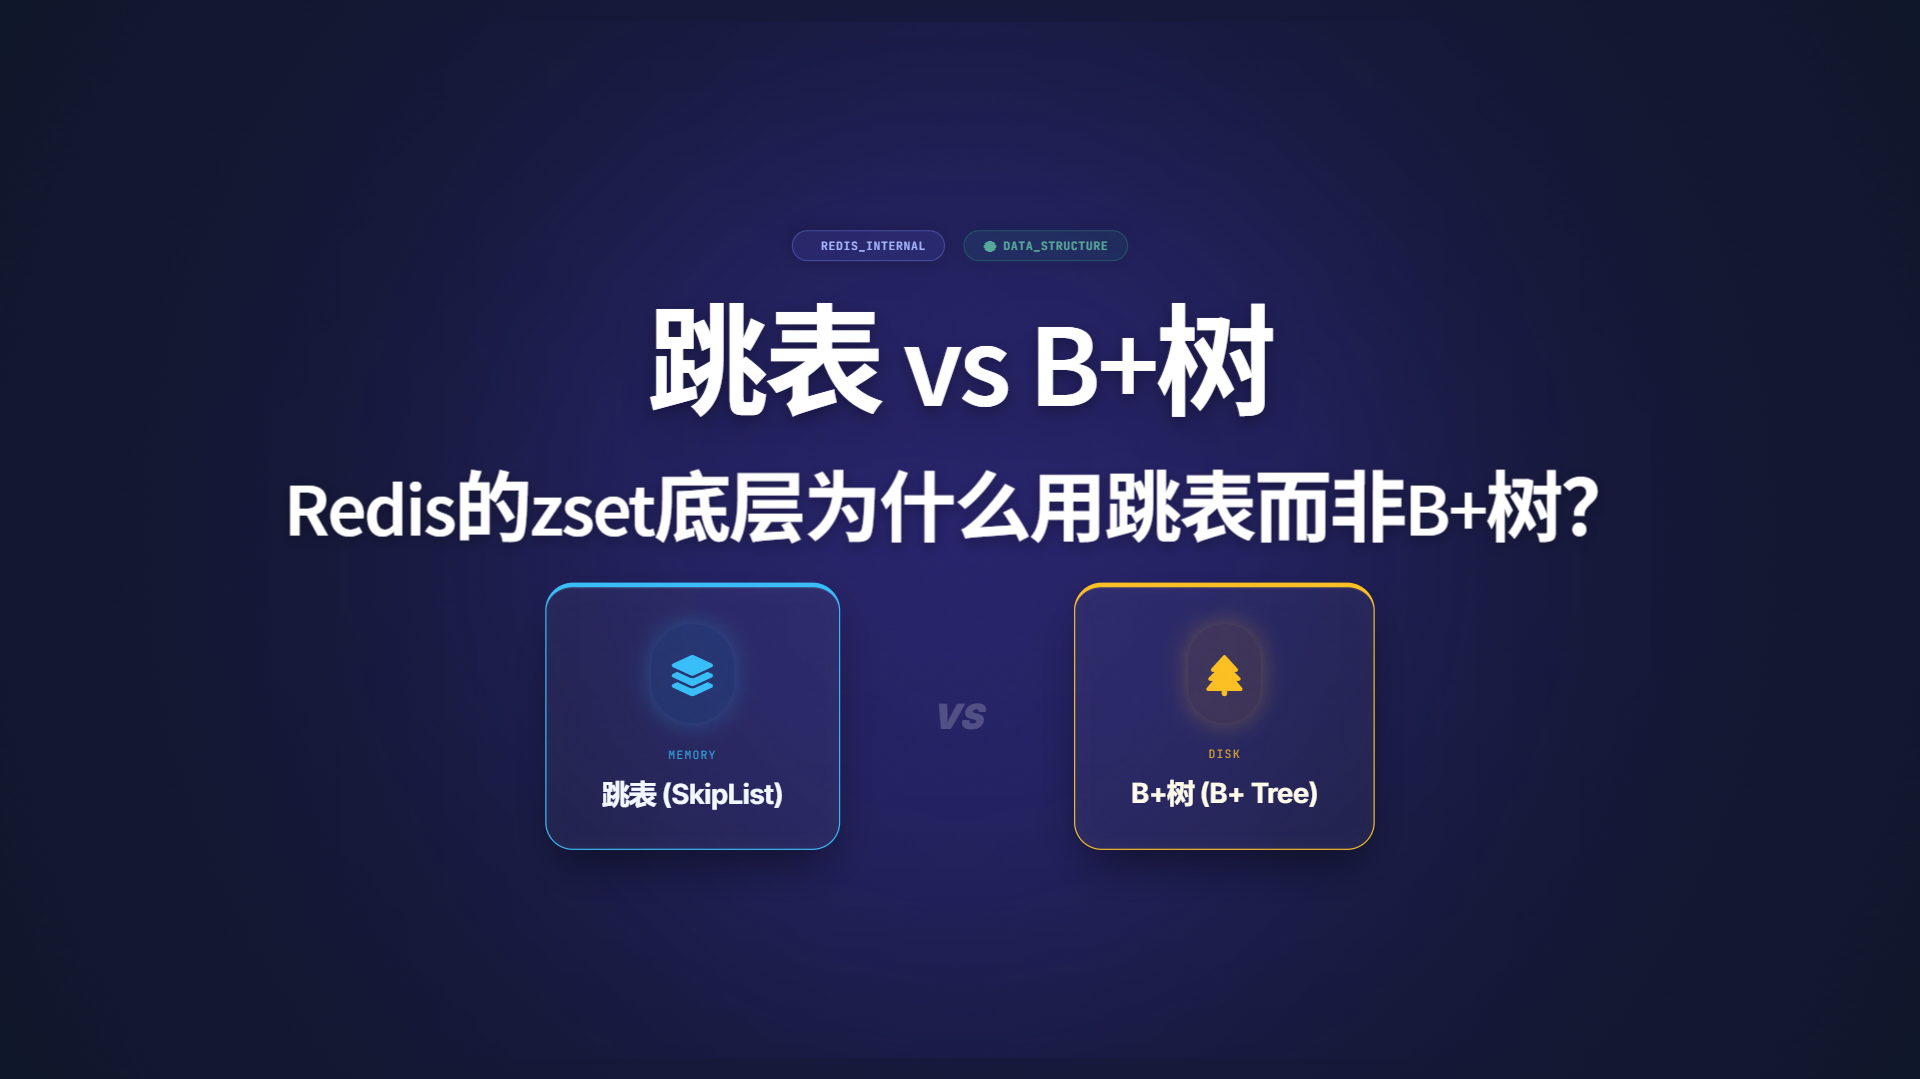 REDIS_INTERNAL
DATA_STRUCTURE
跳表 vs B+树
Redis的zset底层为什么用跳表而非B+树？
MEMORY
跳表 (SkipList)
VS
DISK
B+树 (B+ Tree)